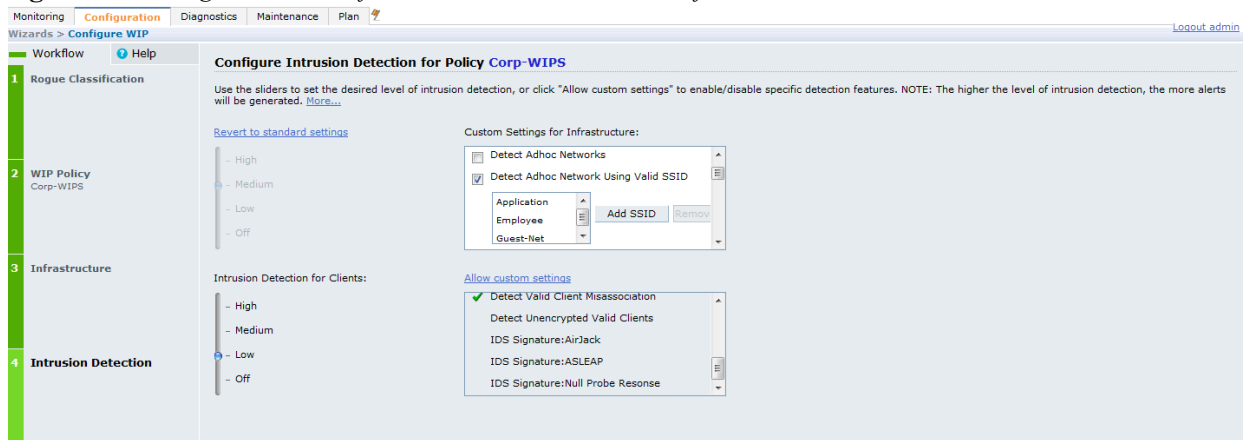 Monitoring Configuration Diagnostics Maintenance Plan
Logout admin
Wizards > Configure WIP
Workflow Help
1 Rogue Classification
2 WIP Policy
Corp-WIPS
3 Infrastructure
4 Intrusion Detection
Configure Intrusion Detection for Policy Corp-WIPS
Use the sliders to set the desired level of intrusion detection, or click "Allow custom settings" to enable/disable specific detection features. NOTE: The higher the level of intrusion detection, the more alerts
will be generated. More...
Revert to standard settings
- High
- Medium
- Low
- Off
Custom Settings for Infrastructure:
Detect Adhoc Networks
Detect Adhoc Network Using Valid SSID
Application
Employee
Guest-Net
Add SSID
Remov
Intrusion Detection for Clients:
- High
- Medium
- Low
- Off
Allow custom settings
Detect Valid Client Misassociation
Detect Unencrypted Valid Clients
IDS Signature:AirJack
IDS Signature:ASLEAP
IDS Signature:Null Probe Resonse